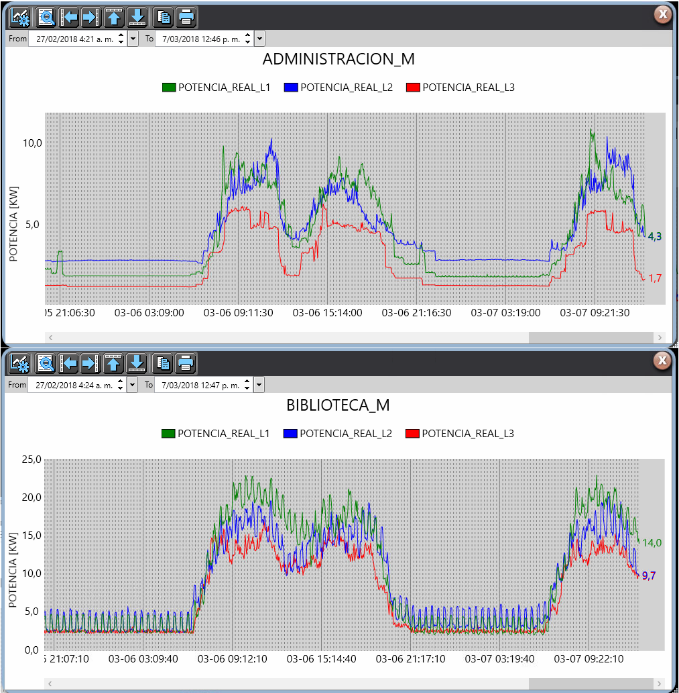 From 27/02/2018 4:21 a. m. To 7/03/2018 12:46 p. m.
ADMINISTRACION_M
POTENCIA_REAL_L1 POTENCIA_REAL_L2 POTENCIA_REAL_L3
POTENCIA [KW]
10,0
5,0
4,3
1,7
)5 21:06:30 03-06 03:09:00 03-06 09:11:30 03-06 15:14:00 03-06 21:16:30 03-07 03:19:00 03-07 09:21:30
From 27/02/2018 4:24 a. m. To 7/03/2018 12:47 p. m.
BIBLIOTECA_M
POTENCIA_REAL_L1 POTENCIA_REAL_L2 POTENCIA_REAL_L3
POTENCIA [KW]
25,0
20,0
15,0
10,0
5,0
0,0
14,0
9,7
21:07:10 03-06 03:09:40 03-06 09:12:10 03-06 15:14:40 03-06 21:17:10 03-07 03:19:40 03-07 09:22:10